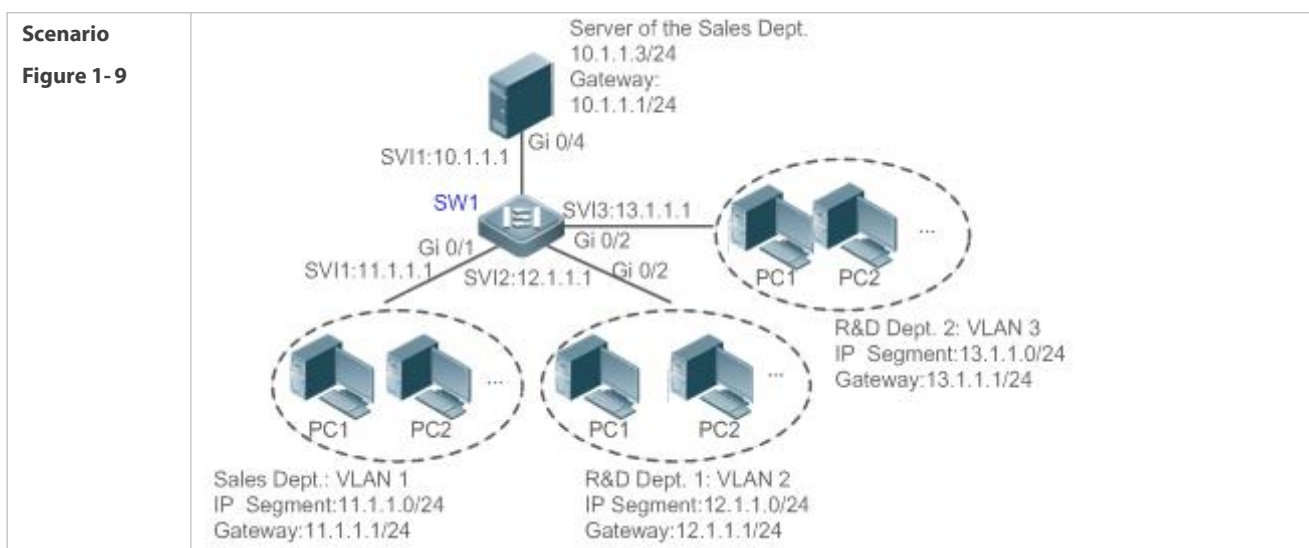 Scenario
Figure 1- 9
Server of the Sales Dept.
10.1.1.3/24
Gateway:
10.1.1.1/24
Gi 0/4
SVI1:10.1.1.1
SW1
SVI3:13.1.1.1
Gi 0/1
Gi 0/2
SVI1:11.1.1.1
SVI2:12.1.1.1
Gi 0/2
PC1
PC2
...
R&D Dept. 2: VLAN 3
IP Segment:13.1.1.0/24
Gateway:13.1.1.1/24
PC1
PC2
...
PC1
PC2
...
Sales Dept.: VLAN 1
IP Segment:11.1.1.0/24
Gateway:11.1.1.1/24
R&D Dept. 1: VLAN 2
IP Segment:12.1.1.0/24
Gateway:12.1.1.1/24